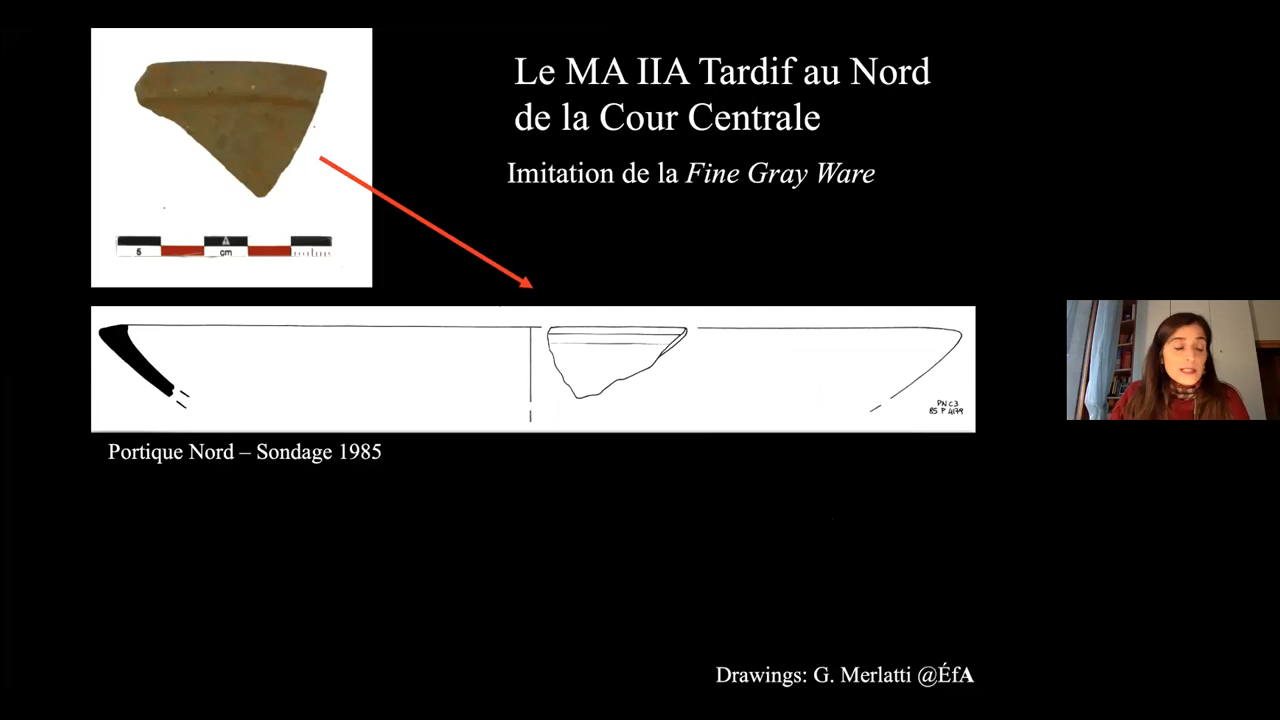 Le MA IIA Tardif au Nord
de la Cour Centrale
Imitation de la Fine Gray Ware
5
cm
PN C3
85 P 4179
Portique Nord – Sondage 1985
Drawings: G. Merlatti @ÉfA